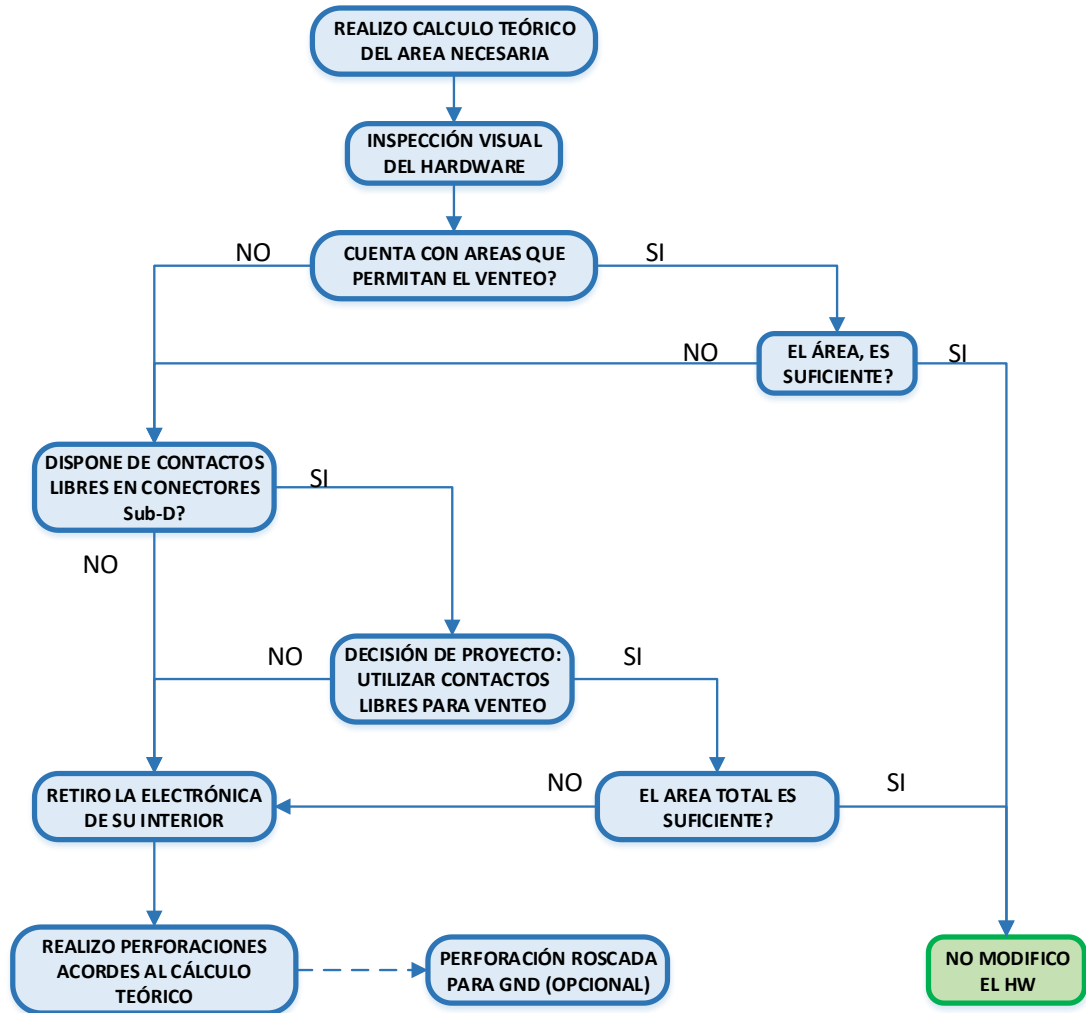 REALIZO CALCULO TEÓRICO
DEL AREA NECESARIA
INSPECCIÓN VISUAL
DEL HARDWARE
NO
CUENTA CON AREAS QUE
PERMITAN EL VENTEO?
SI
NO
EL ÁREA, ES
SUFICIENTE?
SI
DISPONE DE CONTACTOS
LIBRES EN CONECTORES
Sub-D?
SI
NO
NO
DECISIÓN DE PROYECTO:
UTILIZAR CONTACTOS
LIBRES PARA VENTEO
SI
RETIRO LA ELECTRÓNICA
DE SU INTERIOR
NO
EL AREA TOTAL ES
SUFICIENTE?
SI
REALIZO PERFORACIONES
ACORDES AL CÁLCULO
TEÓRICO
PERFORACIÓN ROSCADA
PARA GND (OPCIONAL)
NO MODIFICO
EL HW